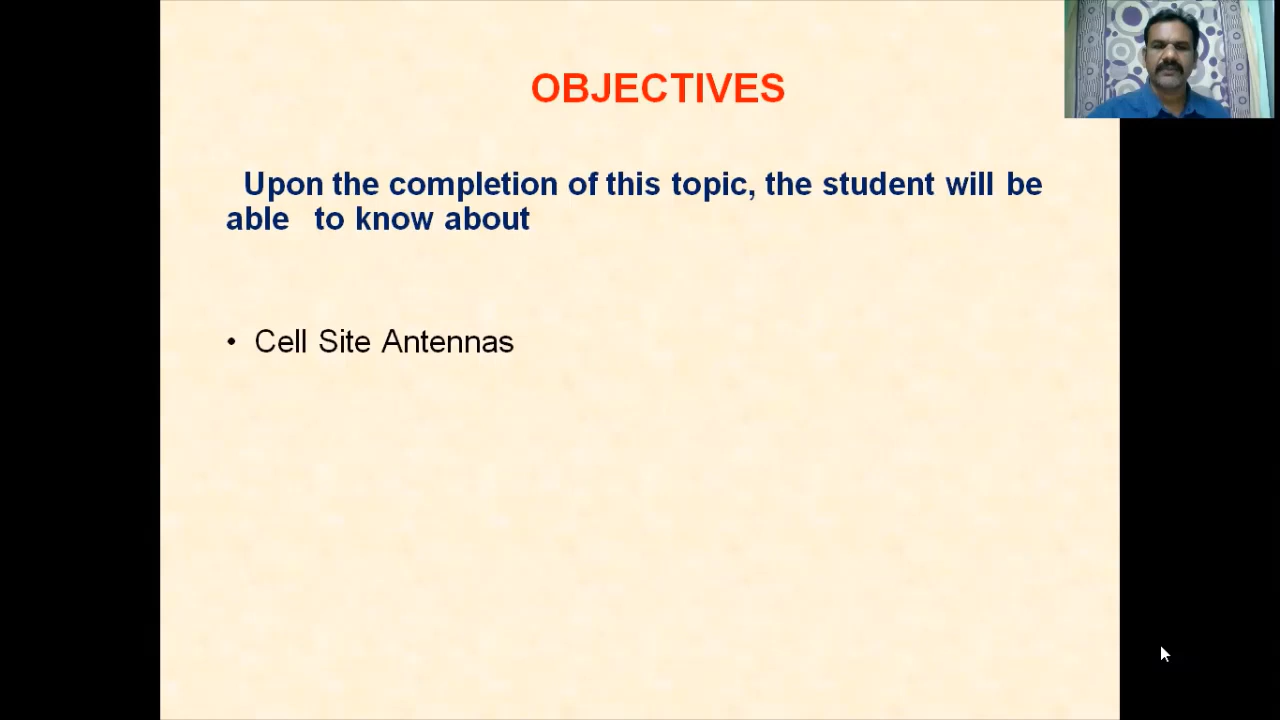 OBJECTIVES
Upon the completion of this topic, the student will be
able to know about
• Cell Site Antennas